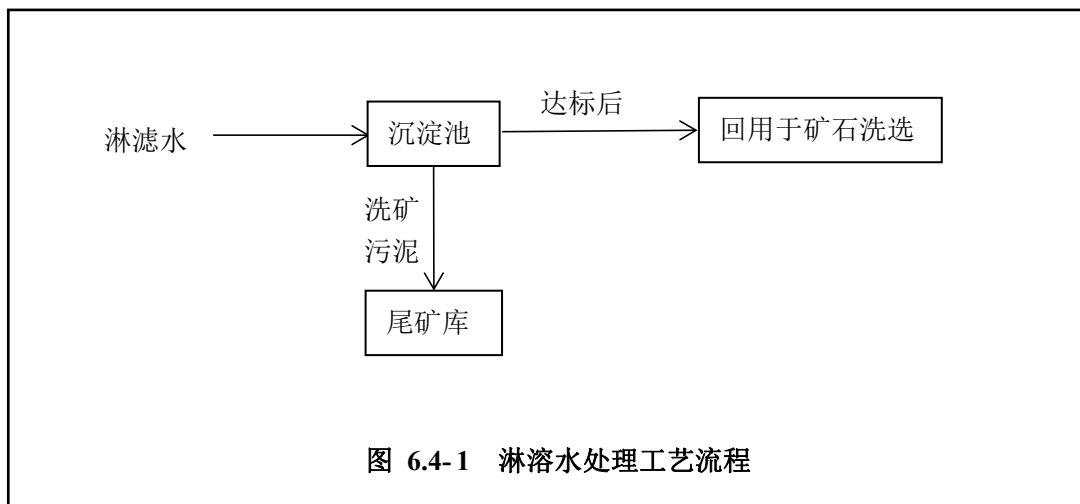 达标后
淋滤水
沉淀池
回用于矿石洗选
洗矿
污泥
尾矿库
图 6.4-1 淋溶水处理工艺流程